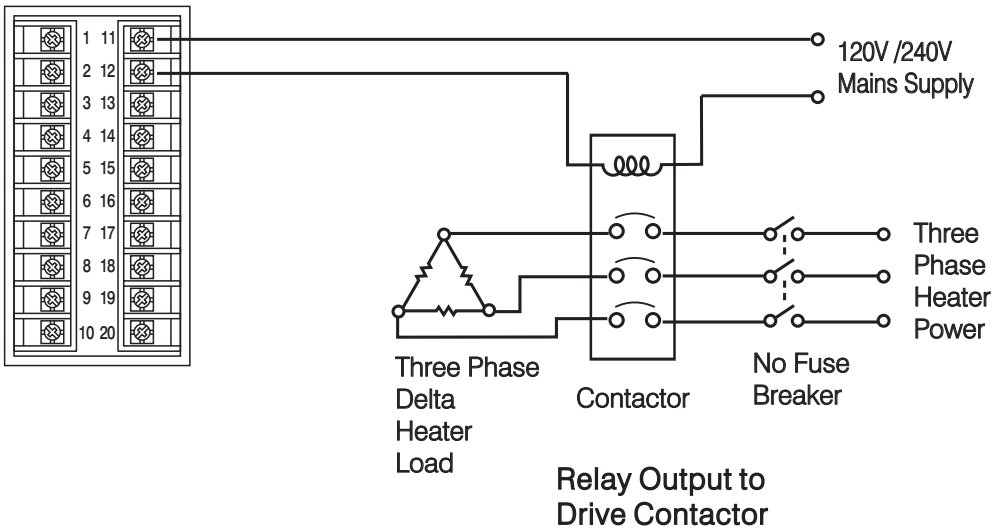 1 11
2 12
3 13
4 14
5 15
6 16
7 17
8 18
9 19
10 20
120V /240V
Mains Supply
Three
Phase
Heater
Power
Three Phase
Delta
Heater
Load
Contactor
No Fuse
Breaker
Relay Output to
Drive Contactor